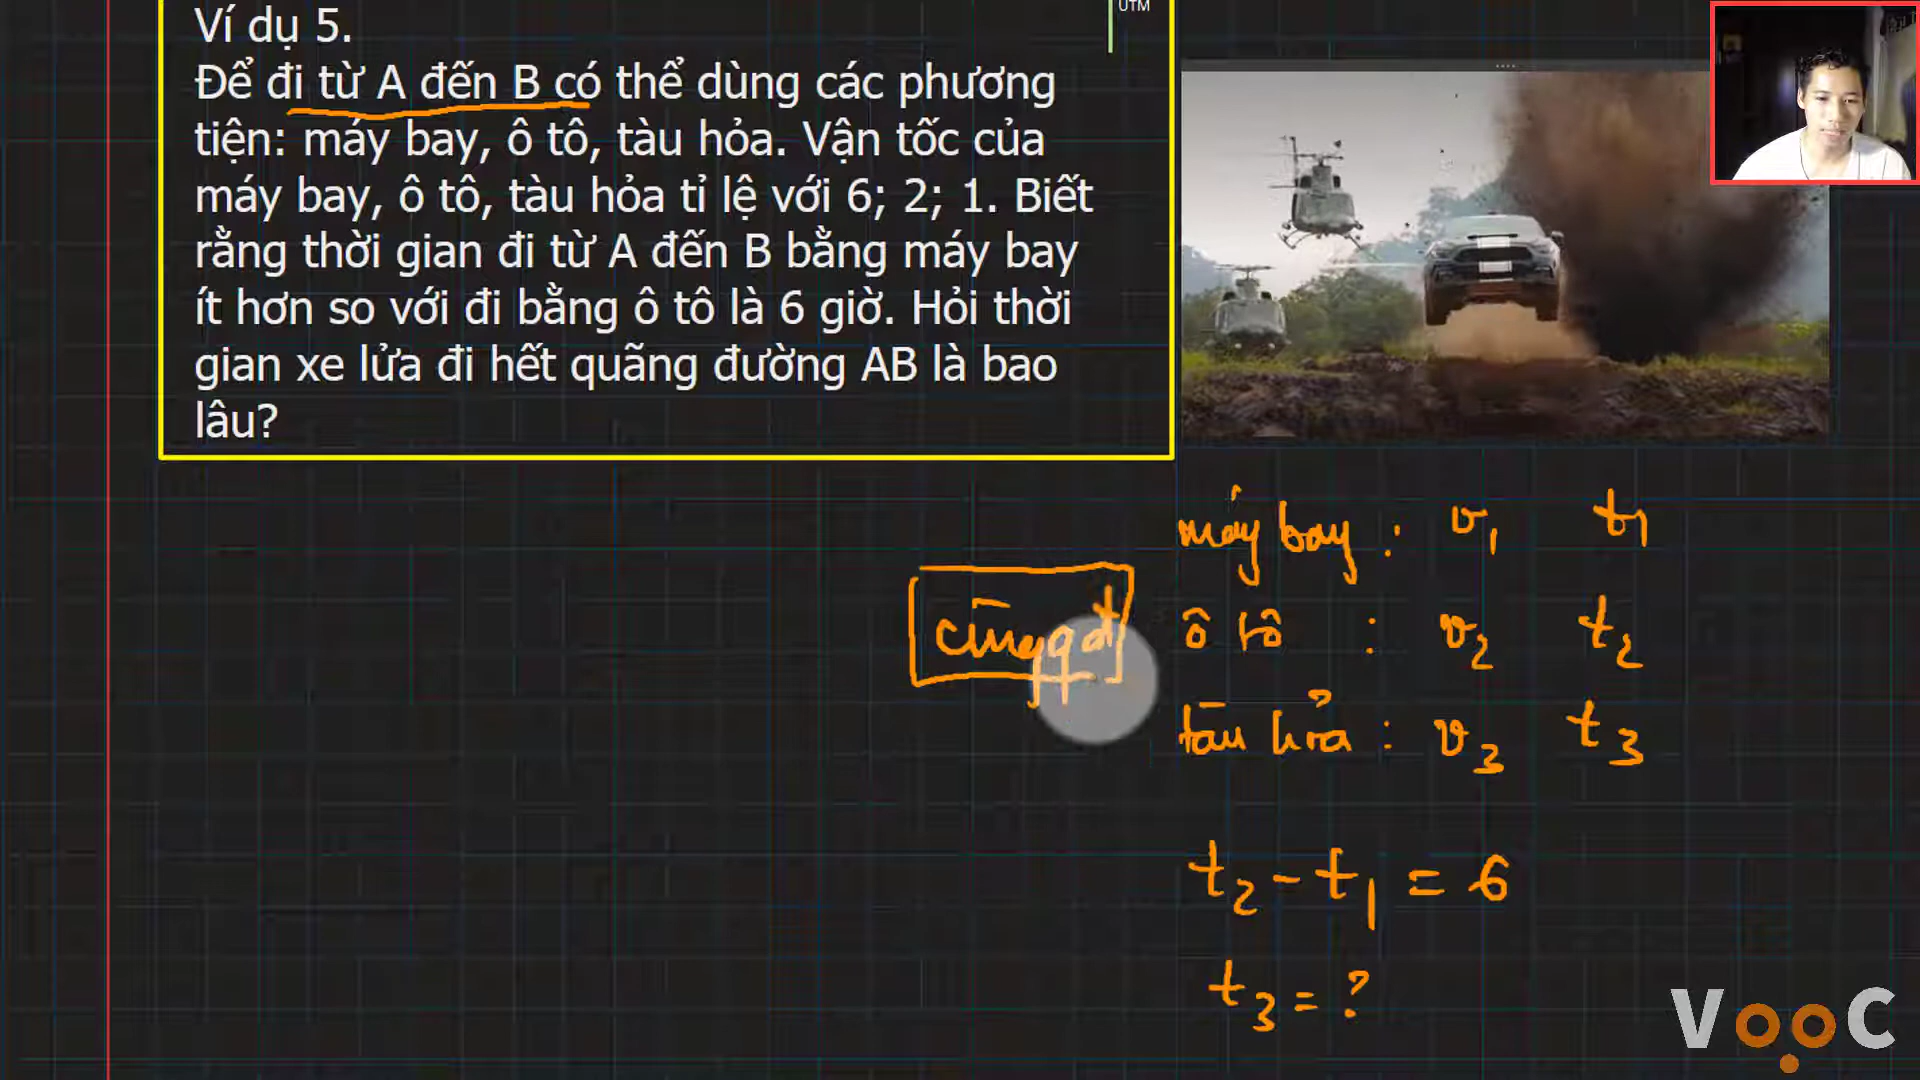 Ví dụ 5.
UTM
Để đi từ A đến B có thể dùng các phương
tiện: máy bay, ô tô, tàu hỏa. Vận tốc của
máy bay, ô tô, tàu hỏa tỉ lệ với 6; 2; 1. Biết
rằng thời gian đi từ A đến B bằng máy bay
ít hơn so với đi bằng ô tô là 6 giờ. Hỏi thời
gian xe lửa đi hết quãng đường AB là bao
lâu?
máy bay : v₁ t₁
cùng qđ
ô tô : v₂ t₂
tàu hỏa : v₃ t₃
t₂ - t₁ = 6
t₃ = ?
VooC